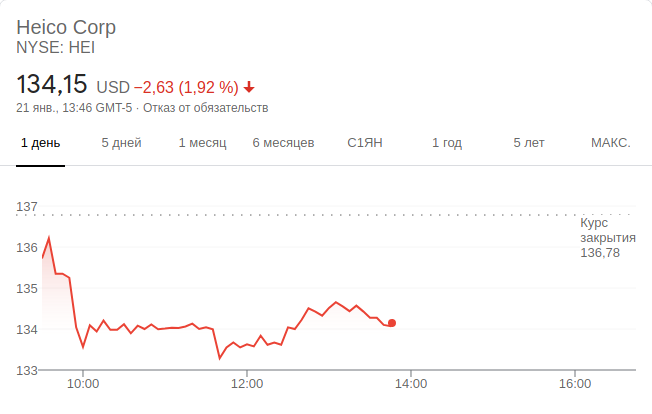 Heico Corp
NYSE: HEI
134,15 USD −2,63 (1,92 %)
21 янв., 13:46 GMT-5 · Отказ от обязательств
1 день 5 дней 1 месяц 6 месяцев С1ЯН 1 год 5 лет МАКС.
137
Курс
закрытия
136,78
136
135
134
133
10:00 12:00 14:00 16:00